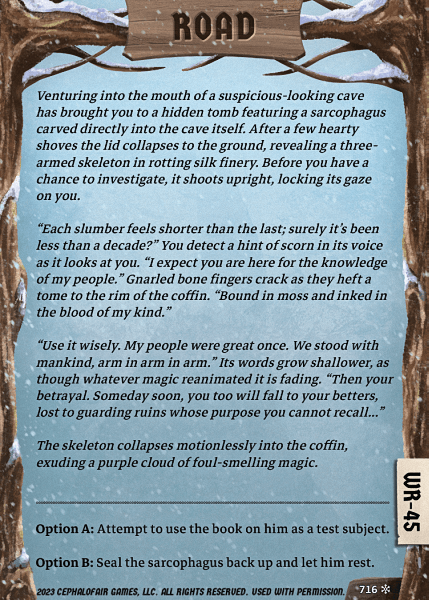 ROAD
Venturing into the mouth of a suspicious-looking cave
has brought you to a hidden tomb featuring a sarcophagus
carved directly into the cave itself. After a few hearty
shoves the lid collapses to the ground, revealing a three-
armed skeleton in rotting silk finery. Before you have a
chance to investigate, it shoots upright, locking its gaze
on you.
“Each slumber feels shorter than the last; surely it’s been
less than a decade?” You detect a hint of scorn in its voice
as it looks at you. “I expect you are here for the knowledge
of my people.” Gnarled bone fingers crack as they heft a
tome to the rim of the coffin. “Bound in moss and inked in
the blood of my kind.”
“Use it wisely. My people were great once. We stood with
mankind, arm in arm in arm.” Its words grow shallower, as
though whatever magic reanimated it is fading. “Then your
betrayal. Someday soon, you too will fall to your betters,
lost to guarding ruins whose purpose you cannot recall...”
The skeleton collapses motionlessly into the coffin,
exuding a purple cloud of foul-smelling magic.
WR-45
Option A: Attempt to use the book on him as a test subject.
Option B: Seal the sarcophagus back up and let him rest.
2023 CEPHALOFAIR GAMES, LLC. ALL RIGHTS RESERVED. USED WITH PERMISSION.
716